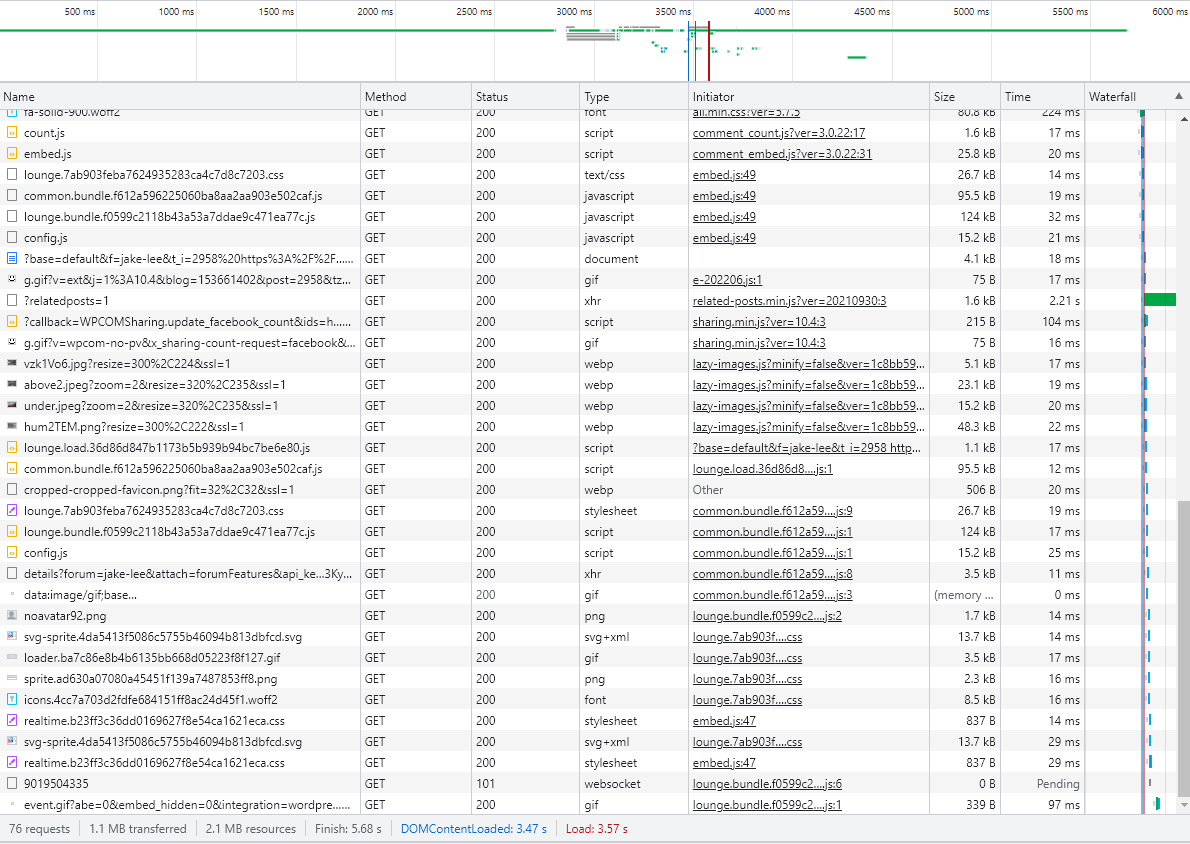 500 ms 1000 ms 1500 ms 2000 ms 2500 ms 3000 ms 3500 ms 4000 ms 4500 ms 5000 ms 5500 ms 6000 ms
Name Method Status Type Initiator Size Time Waterfall
fa-solid-900.woff2 GET 200 font all.min.css?ver=5.7.5 80.8 kB 224 ms
count.js GET 200 script comment_count.js?ver=3.0.22:17 1.6 kB 17 ms
embed.js GET 200 script comment_embed.js?ver=3.0.22:31 25.8 kB 20 ms
lounge.7ab903feba7624935283ca4c7d8c7203.css GET 200 text/css embed.js:49 26.7 kB 14 ms
common.bundle.f612a596225060ba8aa2aa903e502caf.js GET 200 javascript embed.js:49 95.5 kB 19 ms
lounge.bundle.f0599c2118b43a53a7ddae9c471ea77c.js GET 200 javascript embed.js:49 124 kB 32 ms
config.js GET 200 javascript embed.js:49 15.2 kB 21 ms
?base=default&f=jake-lee&t_i=2958%20https%3A%2F%2F...... GET 200 document 4.1 kB 18 ms
g.gif?v=ext&j=1%3A10.4&blog=153661402&post=2958&tz... GET 200 gif e-202206.js:1 75 B 17 ms
?relatedposts=1 GET 200 xhr related-posts.min.js?ver=20210930:3 1.6 kB 2.21 s
?callback=WPCOMSharing.update_facebook_count&ids=h...... GET 200 script sharing.min.js?ver=10.4:3 215 B 104 ms
g.gif?v=wpcom-no-pv&x_sharing-count-request=facebook&... GET 200 gif sharing.min.js?ver=10.4:3 75 B 16 ms
vzk1Vo6.jpg?resize=300%2C224&ssl=1 GET 200 webp lazy-images.js?minify=false&ver=1c8bb59... 5.1 kB 17 ms
above2.jpeg?zoom=2&resize=320%2C235&ssl=1 GET 200 webp lazy-images.js?minify=false&ver=1c8bb59... 23.1 kB 19 ms
under.jpeg?zoom=2&resize=320%2C235&ssl=1 GET 200 webp lazy-images.js?minify=false&ver=1c8bb59... 15.2 kB 20 ms
hum2TEM.png?resize=300%2C222&ssl=1 GET 200 webp lazy-images.js?minify=false&ver=1c8bb59... 48.3 kB 22 ms
lounge.load.36d86d847b1173b5b939b94bc7be6e80.js GET 200 script ?base=default&f=jake-lee&t_i=2958 http... 1.1 kB 17 ms
common.bundle.f612a596225060ba8aa2aa903e502caf.js GET 200 script lounge.load.36d86d8....js:1 95.5 kB 12 ms
cropped-cropped-favicon.png?fit=32%2C32&ssl=1 GET 200 webp Other 506 B 20 ms
lounge.7ab903feba7624935283ca4c7d8c7203.css GET 200 stylesheet common.bundle.f612a59....js:9 26.7 kB 19 ms
lounge.bundle.f0599c2118b43a53a7ddae9c471ea77c.js GET 200 script common.bundle.f612a59....js:1 124 kB 17 ms
config.js GET 200 script common.bundle.f612a59....js:1 15.2 kB 25 ms
details?forum=jake-lee&attach=forumFeatures&api_ke...3Ky... GET 200 xhr common.bundle.f612a59....js:8 3.5 kB 11 ms
data:image/gif;base... GET 200 gif common.bundle.f612a59....js:3 (memory ... 0 ms
noavatar92.png GET 200 png lounge.bundle.f0599c2....js:2 1.7 kB 14 ms
svg-sprite.4da5413f5086c5755b46094b813dbfcd.svg GET 200 svg+xml lounge.7ab903f....css 13.7 kB 14 ms
loader.ba7c86e8b4b6135bb668d05223f8f127.gif GET 200 gif lounge.7ab903f....css 3.5 kB 17 ms
sprite.ad630a07080a45451f139a7487853ff8.png GET 200 png lounge.7ab903f....css 2.3 kB 16 ms
icons.4cc7a703d2fdfe684151ff8ac24d45f1.woff2 GET 200 font lounge.7ab903f....css 8.5 kB 16 ms
realtime.b23ff3c36dd0169627f8e54ca1621eca.css GET 200 stylesheet embed.js:47 837 B 14 ms
svg-sprite.4da5413f5086c5755b46094b813dbfcd.svg GET 200 svg+xml lounge.7ab903f....css 13.7 kB 29 ms
realtime.b23ff3c36dd0169627f8e54ca1621eca.css GET 200 stylesheet embed.js:47 837 B 29 ms
9019504335 GET 101 websocket lounge.bundle.f0599c2....js:6 0 B Pending
event.gif?abe=0&embed_hidden=0&integration=wordpre...... GET 200 gif lounge.bundle.f0599c2....js:1 339 B 97 ms
76 requests 1.1 MB transferred 2.1 MB resources Finish: 5.68 s DOMContentLoaded: 3.47 s Load: 3.57 s